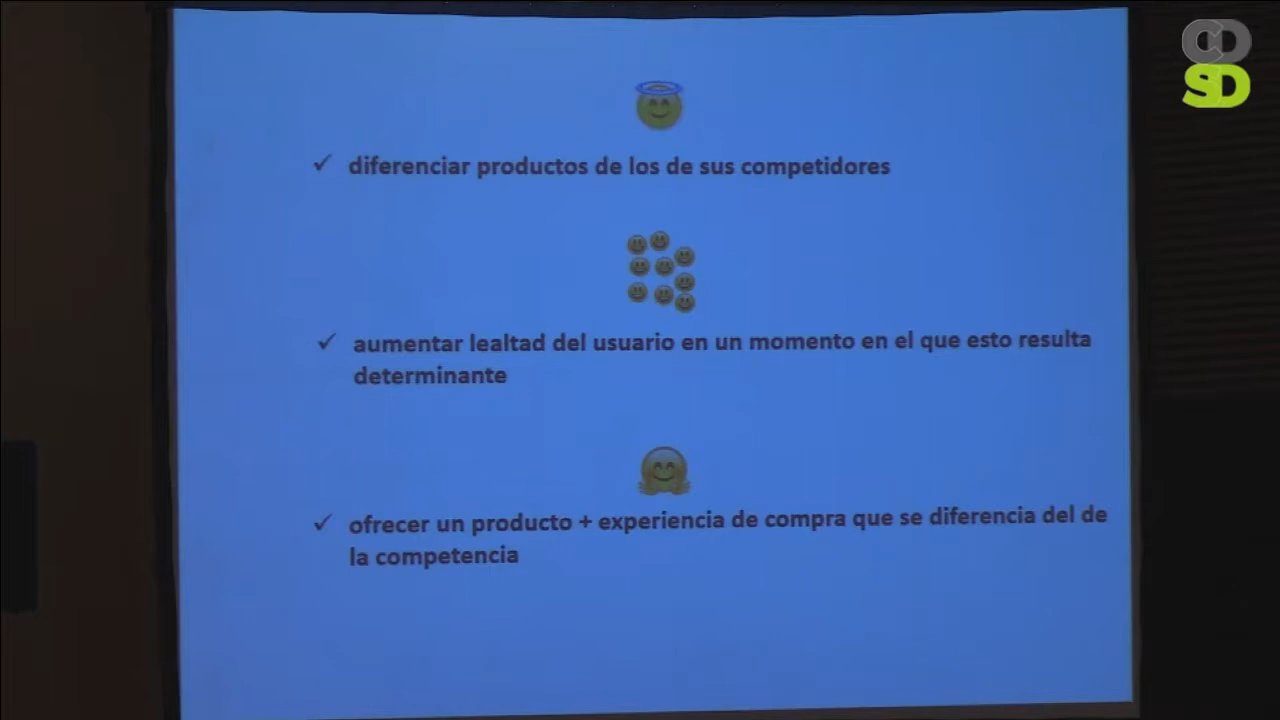 CD
SD
✓ diferenciar productos de los de sus competidores
✓ aumentar lealtad del usuario en un momento en el que esto resulta
determinante
✓ ofrecer un producto + experiencia de compra que se diferencia del de
la competencia